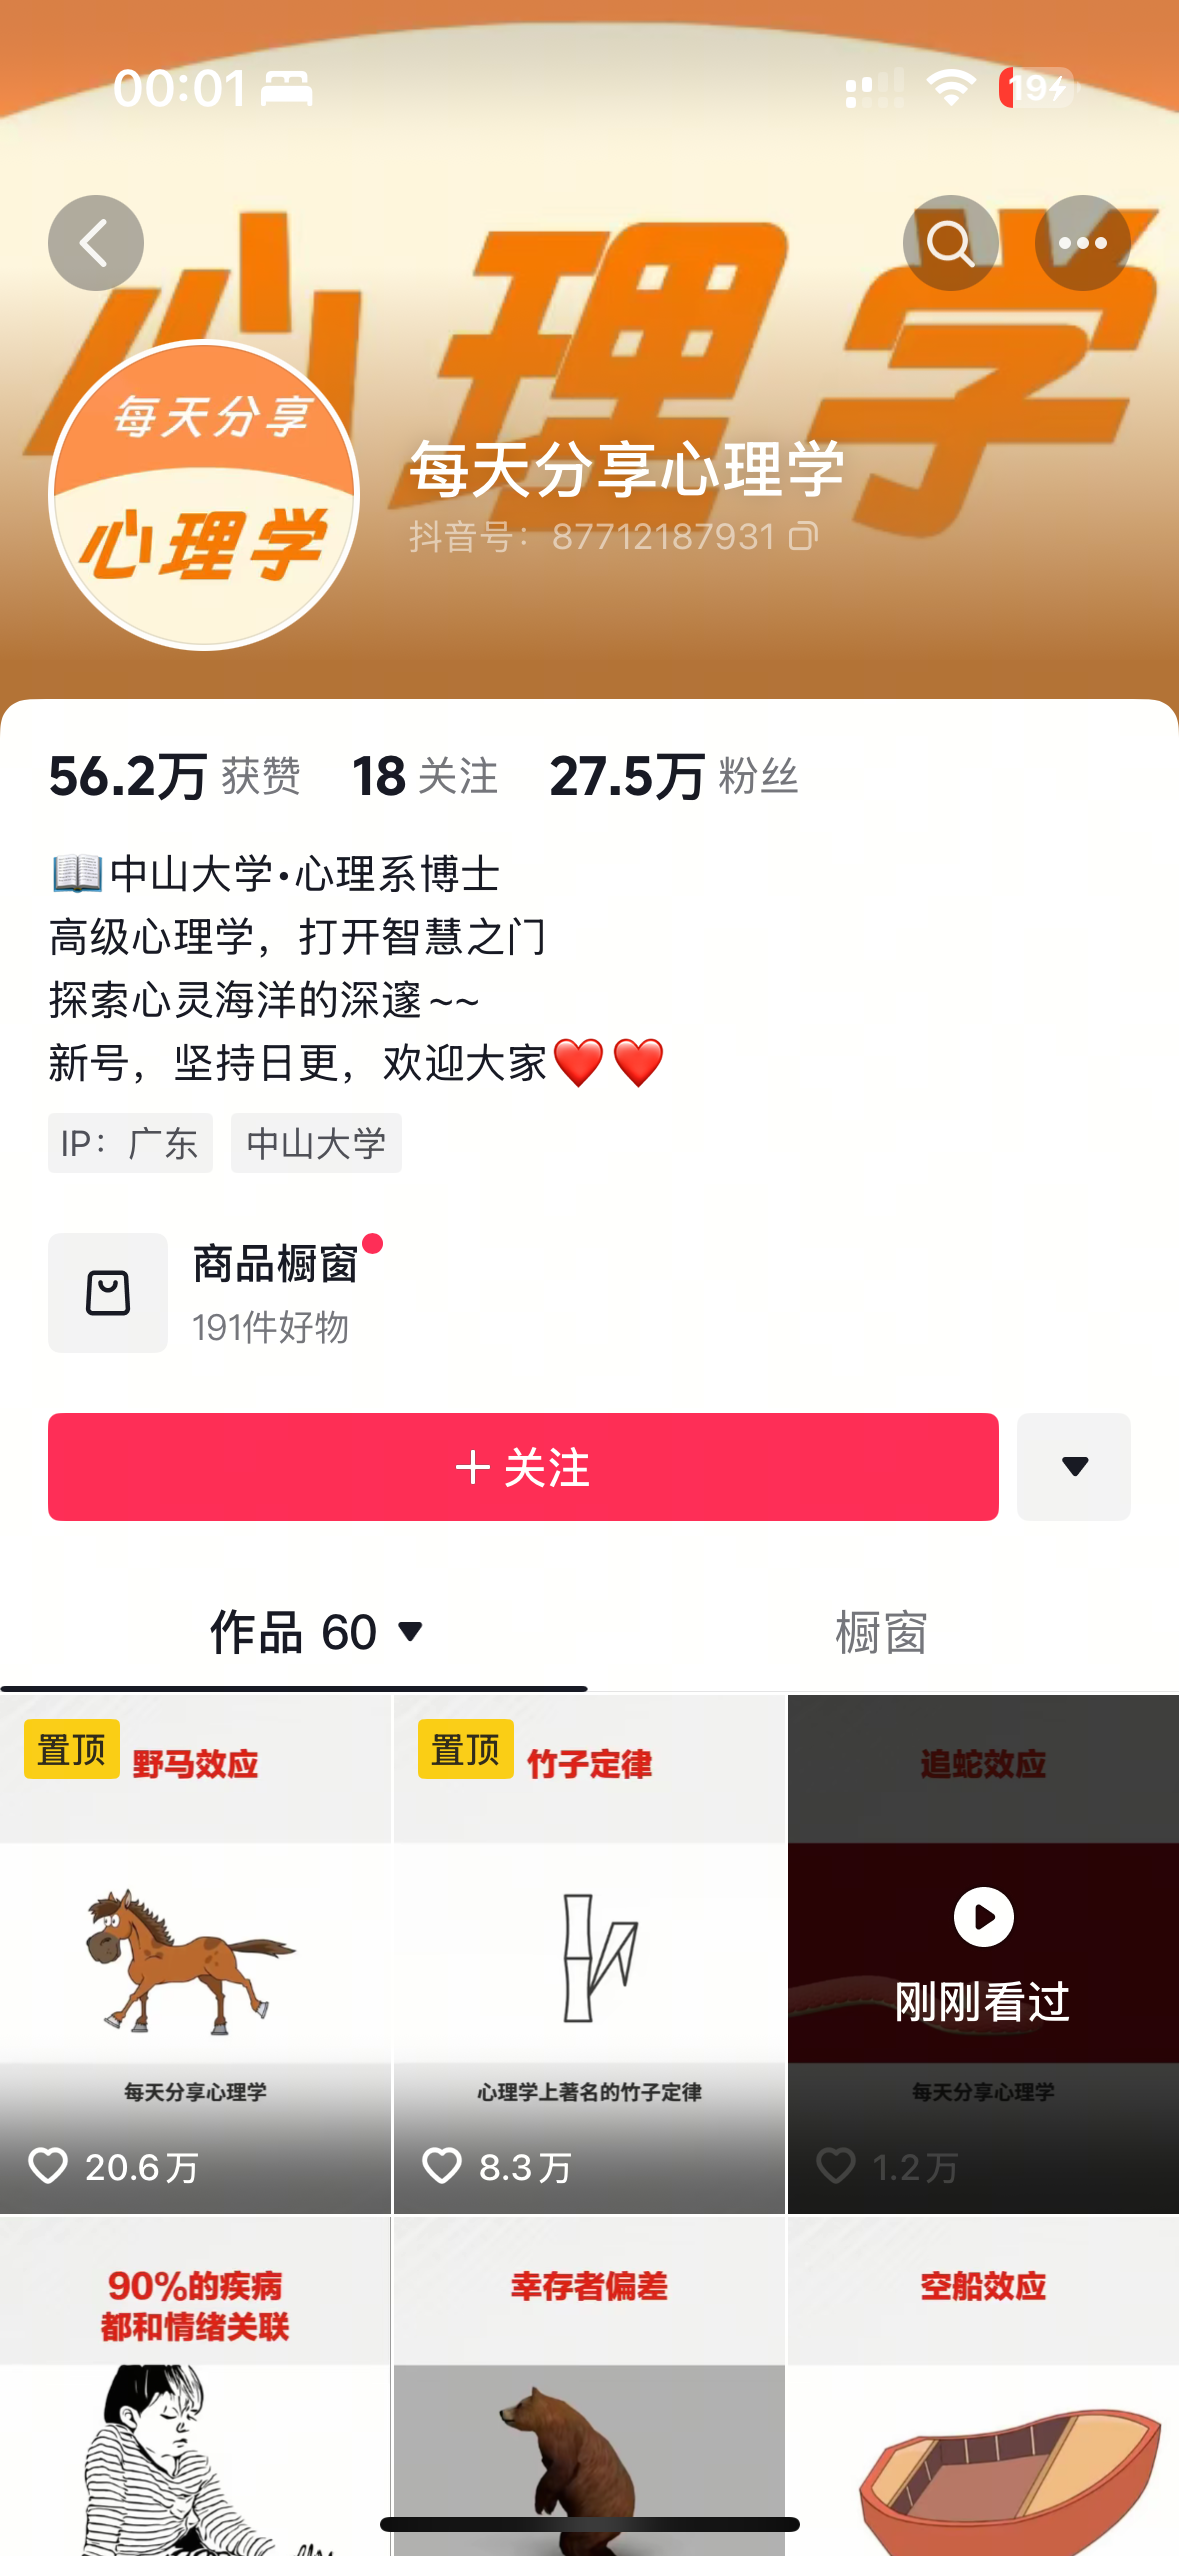 00:01
19
心理学
每天分享
心理学
每天分享心理学
抖音号：87712187931
56.2万 获赞 18 关注 27.5万 粉丝
📖中山大学•心理系博士
高级心理学，打开智慧之门
探索心灵海洋的深邃~~
新号，坚持日更，欢迎大家❤️❤️
IP：广东 中山大学
商品橱窗
191件好物
关注
作品 60 橱窗
置顶 野马效应
每天分享心理学
20.6万
置顶 竹子定律
心理学上著名的竹子定律
8.3万
追蛇效应
刚刚看过
每天分享心理学
1.2万
90%的疾病
都和情绪关联
幸存者偏差
空船效应